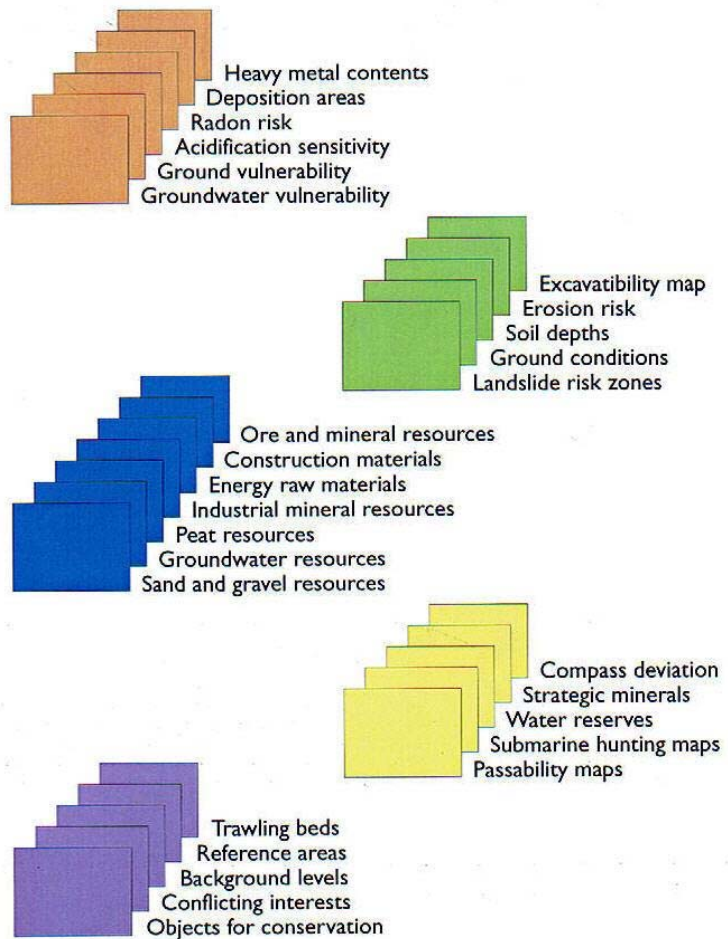 Heavy metal contents
Deposition areas
Radon risk
Acidification sensitivity
Ground vulnerability
Groundwater vulnerability
Excavatibility map
Erosion risk
Soil depths
Ground conditions
Landslide risk zones
Ore and mineral resources
Construction materials
Energy raw materials
Industrial mineral resources
Peat resources
Groundwater resources
Sand and gravel resources
Compass deviation
Strategic minerals
Water reserves
Submarine hunting maps
Passability maps
Trawling beds
Reference areas
Background levels
Conflicting interests
Objects for conservation